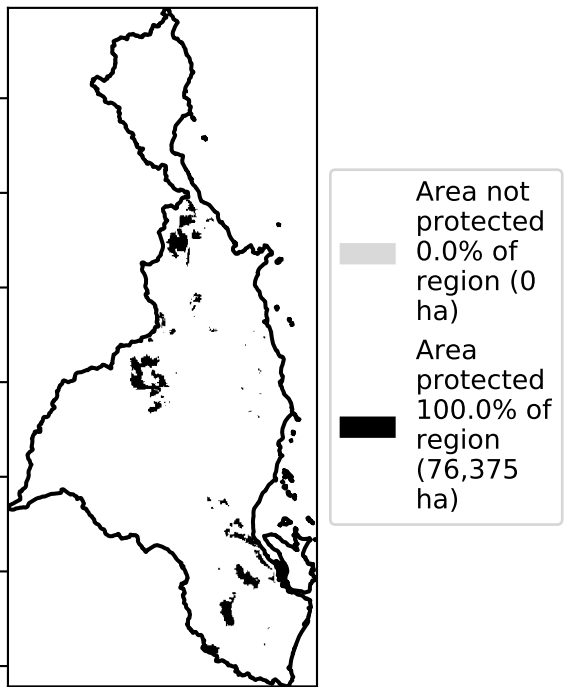 Area not
protected
0.0% of
region (0
ha)
Area
protected
100.0% of
region
(76,375
ha)